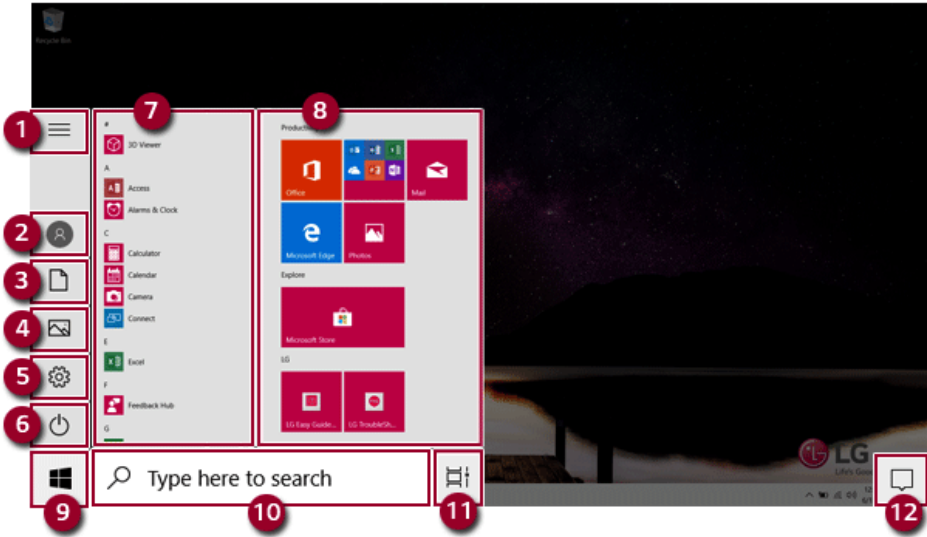 Recycle Bin
1
2
3
4
5
6
7
#
3D Viewer
A
Access
Alarms & Clock
C
Calculator
Calendar
Camera
Connect
E
Excel
F
Feedback Hub
G
8
Office
Mail
Microsoft Edge
Photos
Explore
Microsoft Store
LG
LG Easy Guide...
LG TroubleSh...
9
Type here to search
10
11
LG
12